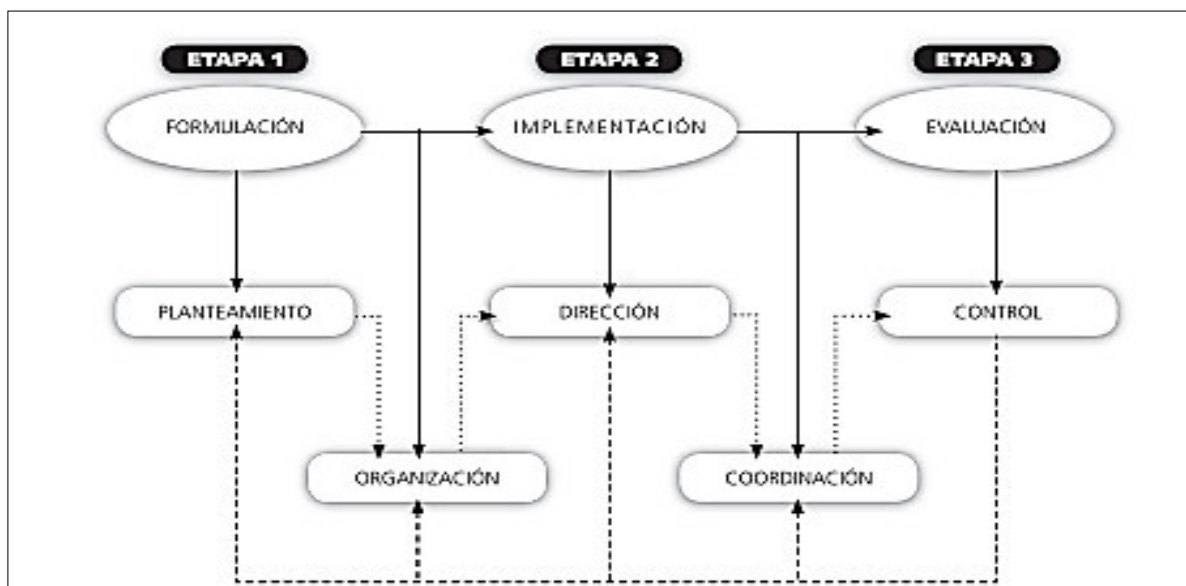 ETAPA 1
ETAPA 2
ETAPA 3
FORMULACIÓN
IMPLEMENTACIÓN
EVALUACIÓN
PLANTEAMIENTO
DIRECCIÓN
CONTROL
ORGANIZACIÓN
COORDINACIÓN